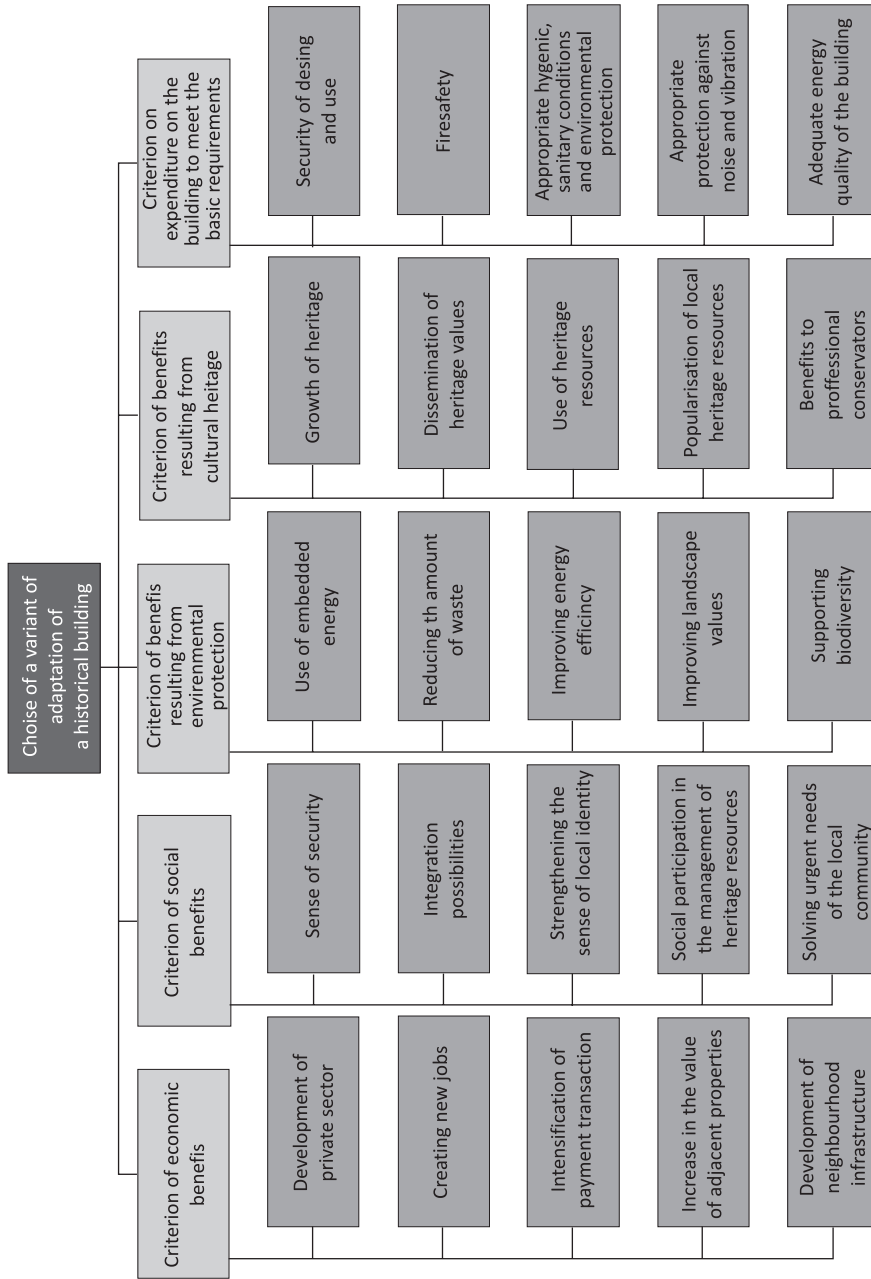 Choise of a variant of
adaptation of
a historical building
Criterion of economic
benefis
Development of
private sector
Creating new jobs
Intensification of
payment transaction
Increase in the value
of adjacent properties
Development of
neighbourhood
infrastructure
Criterion of social
benefits
Sense of security
Integration
possibilities
Strengthening the
sense of local identity
Social participation in
the management of
heritage resources
Solving urgent needs
of the local
community
Criterion of benefis
resulting from
envirenmental
protection
Use of embedded
energy
Reducing th amount
of waste
Improving energy
efficincy
Improving landscape
values
Supporting
biodiversity
Criterion of benefits
resulting from
cultural heitage
Growth of heritage
Dissemination of
heritage values
Use of heritage
resources
Popularisation of local
heritage resources
Benefits to
proffessional
conservators
Criterion on
expenditure on the
building to meet the
basic requirements
Security of desing
and use
Firesafety
Appropriate hygenic,
sanitary conditions
and environmental
protection
Appropriate
protection against
noise and vibration
Adequate energy
quality of the building